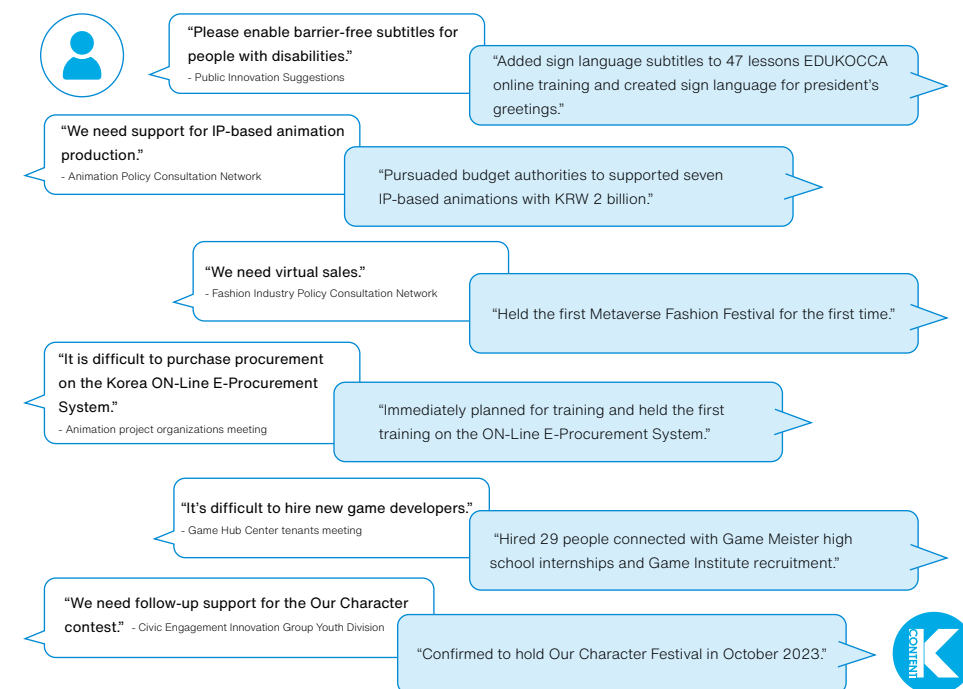 “Please enable barrier-free subtitles for
people with disabilities.”
- Public Innovation Suggestions
“Added sign language subtitles to 47 lessons EDUKOCCA
online training and created sign language for president’s
greetings.”
“We need support for IP-based animation
production.”
- Animation Policy Consultation Network
“Pursuaded budget authorities to supported seven
IP-based animations with KRW 2 billion.”
“We need virtual sales.”
- Fashion Industry Policy Consultation Network
“Held the first Metaverse Fashion Festival for the first time.”
“It is difficult to purchase procurement
on the Korea ON-Line E-Procurement
System.”
- Animation project organizations meeting
“Immediately planned for training and held the first
training on the ON-Line E-Procurement System.”
“It’s difficult to hire new game developers.”
- Game Hub Center tenants meeting
“Hired 29 people connected with Game Meister high
school internships and Game Institute recruitment.”
“We need follow-up support for the Our Character
contest.” - Civic Engagement Innovation Group Youth Division
“Confirmed to hold Our Character Festival in October 2023.”
K
CONTENT